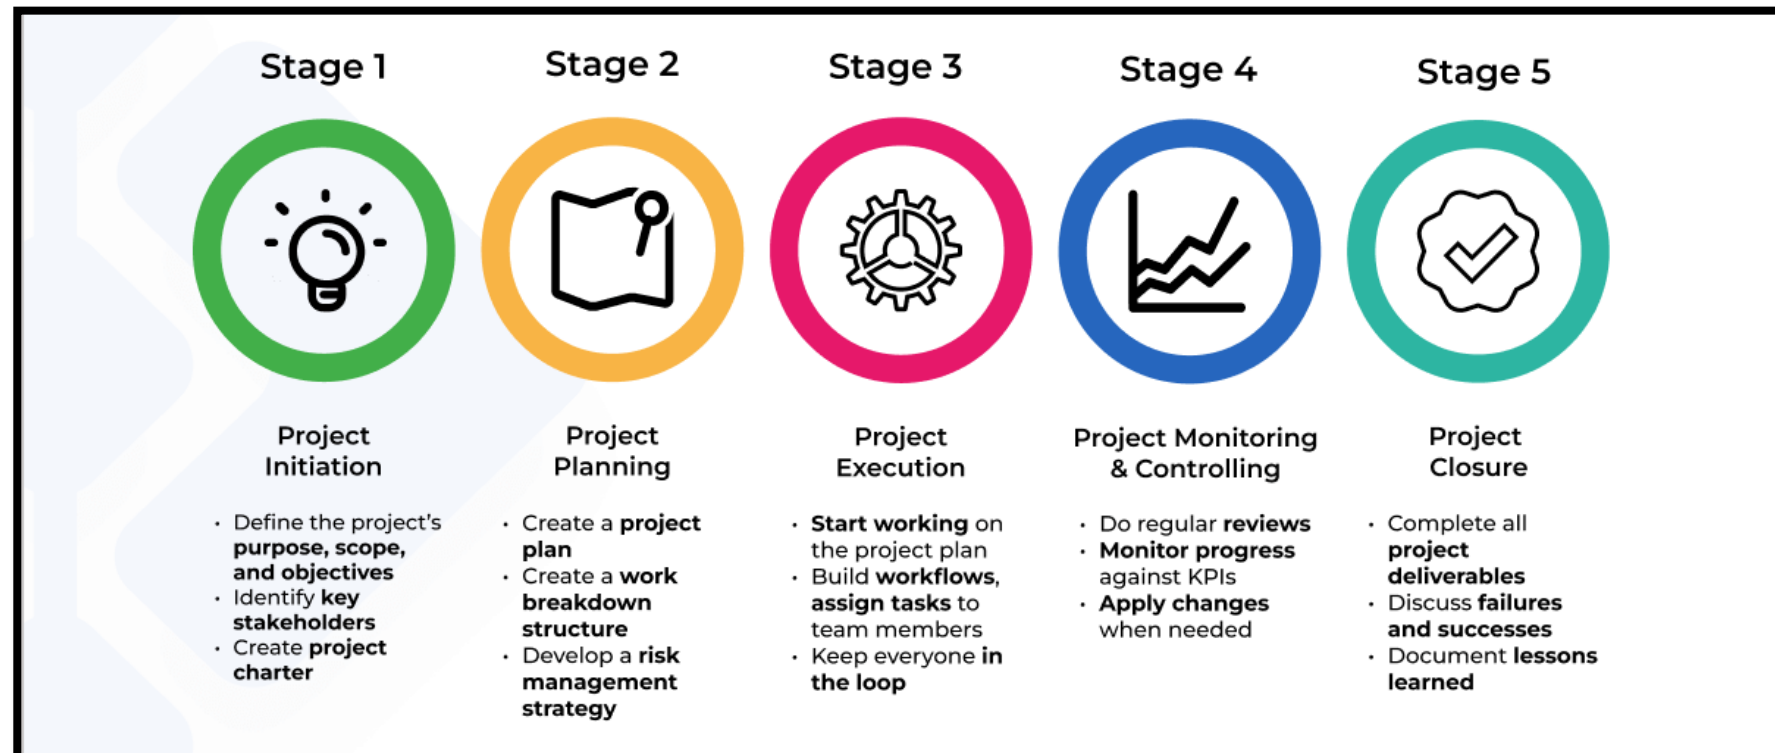 Stage 1
Stage 2
Stage 3
Stage 4
Stage 5
Project
Initiation
• Define the project's
purpose, scope,
and objectives
• Identify key
stakeholders
• Create project
charter
Project
Planning
• Create a project
plan
• Create a work
breakdown
structure
• Develop a risk
management
strategy
Project
Execution
• Start working on
the project plan
• Build workflows,
assign tasks to
team members
• Keep everyone in
the loop
Project Monitoring
& Controlling
• Do regular reviews
• Monitor progress
against KPIs
• Apply changes
when needed
Project
Closure
• Complete all
project
deliverables
• Discuss failures
and successes
• Document lessons
learned